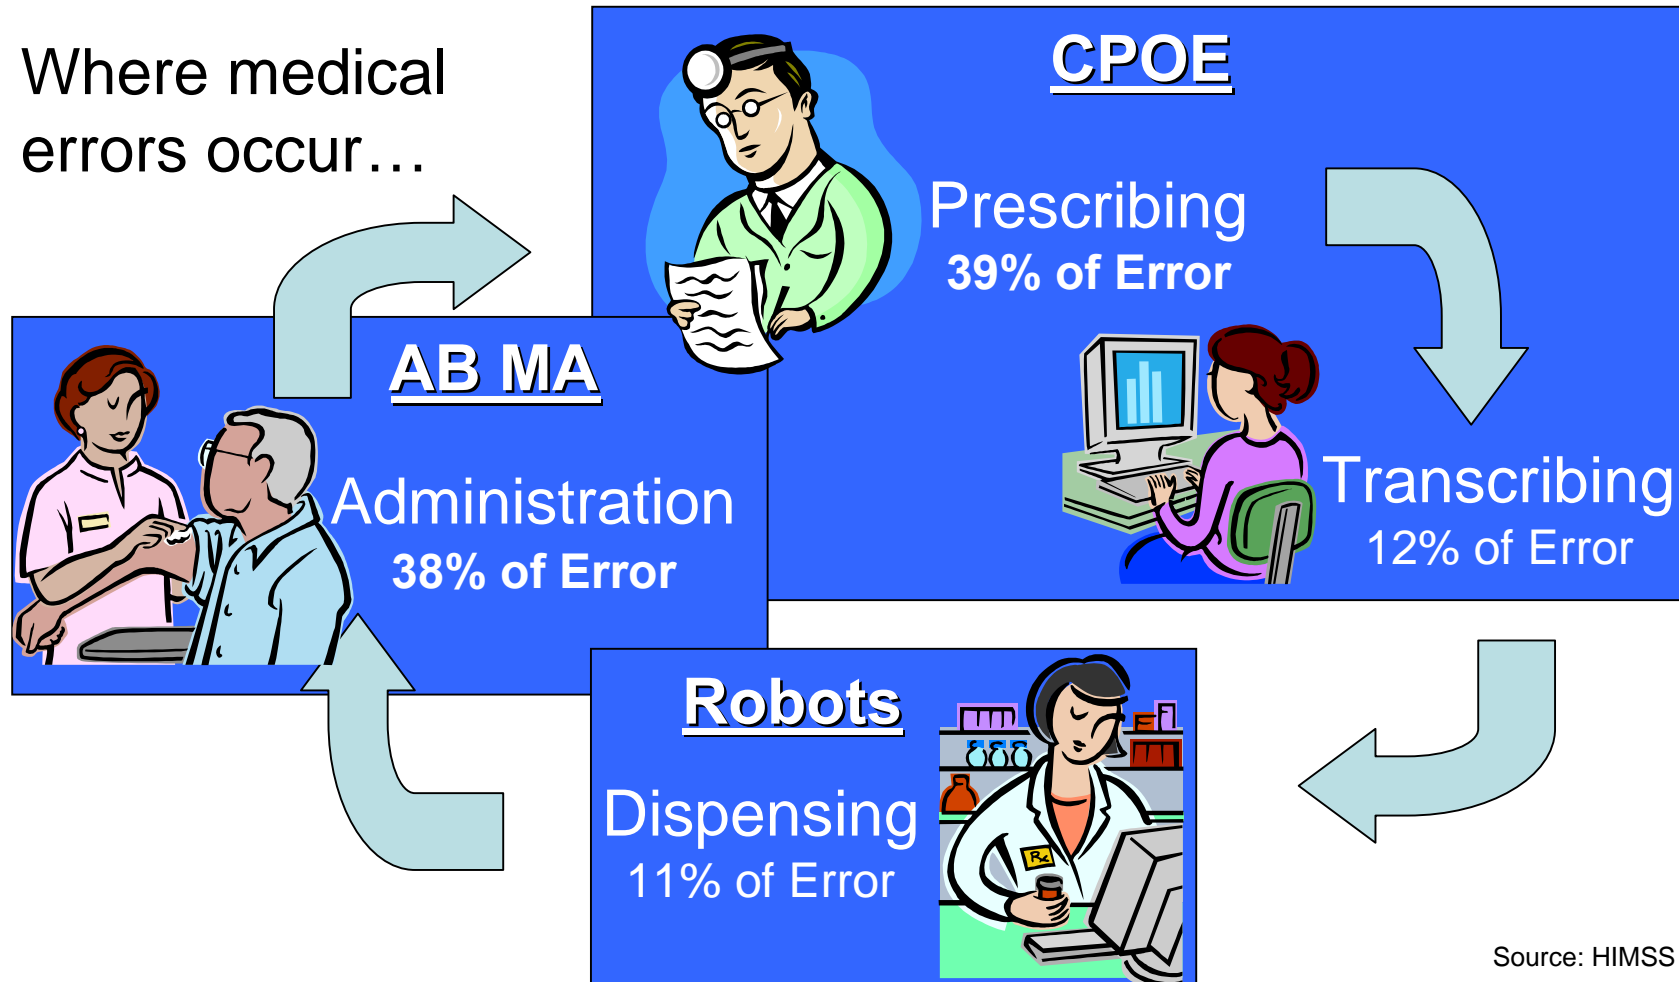 Where medical
errors occur…
CPOE
Prescribing
39% of Error
Transcribing
12% of Error
AB MA
Administration
38% of Error
Robots
Dispensing
11% of Error
Rx
Source: HIMSS